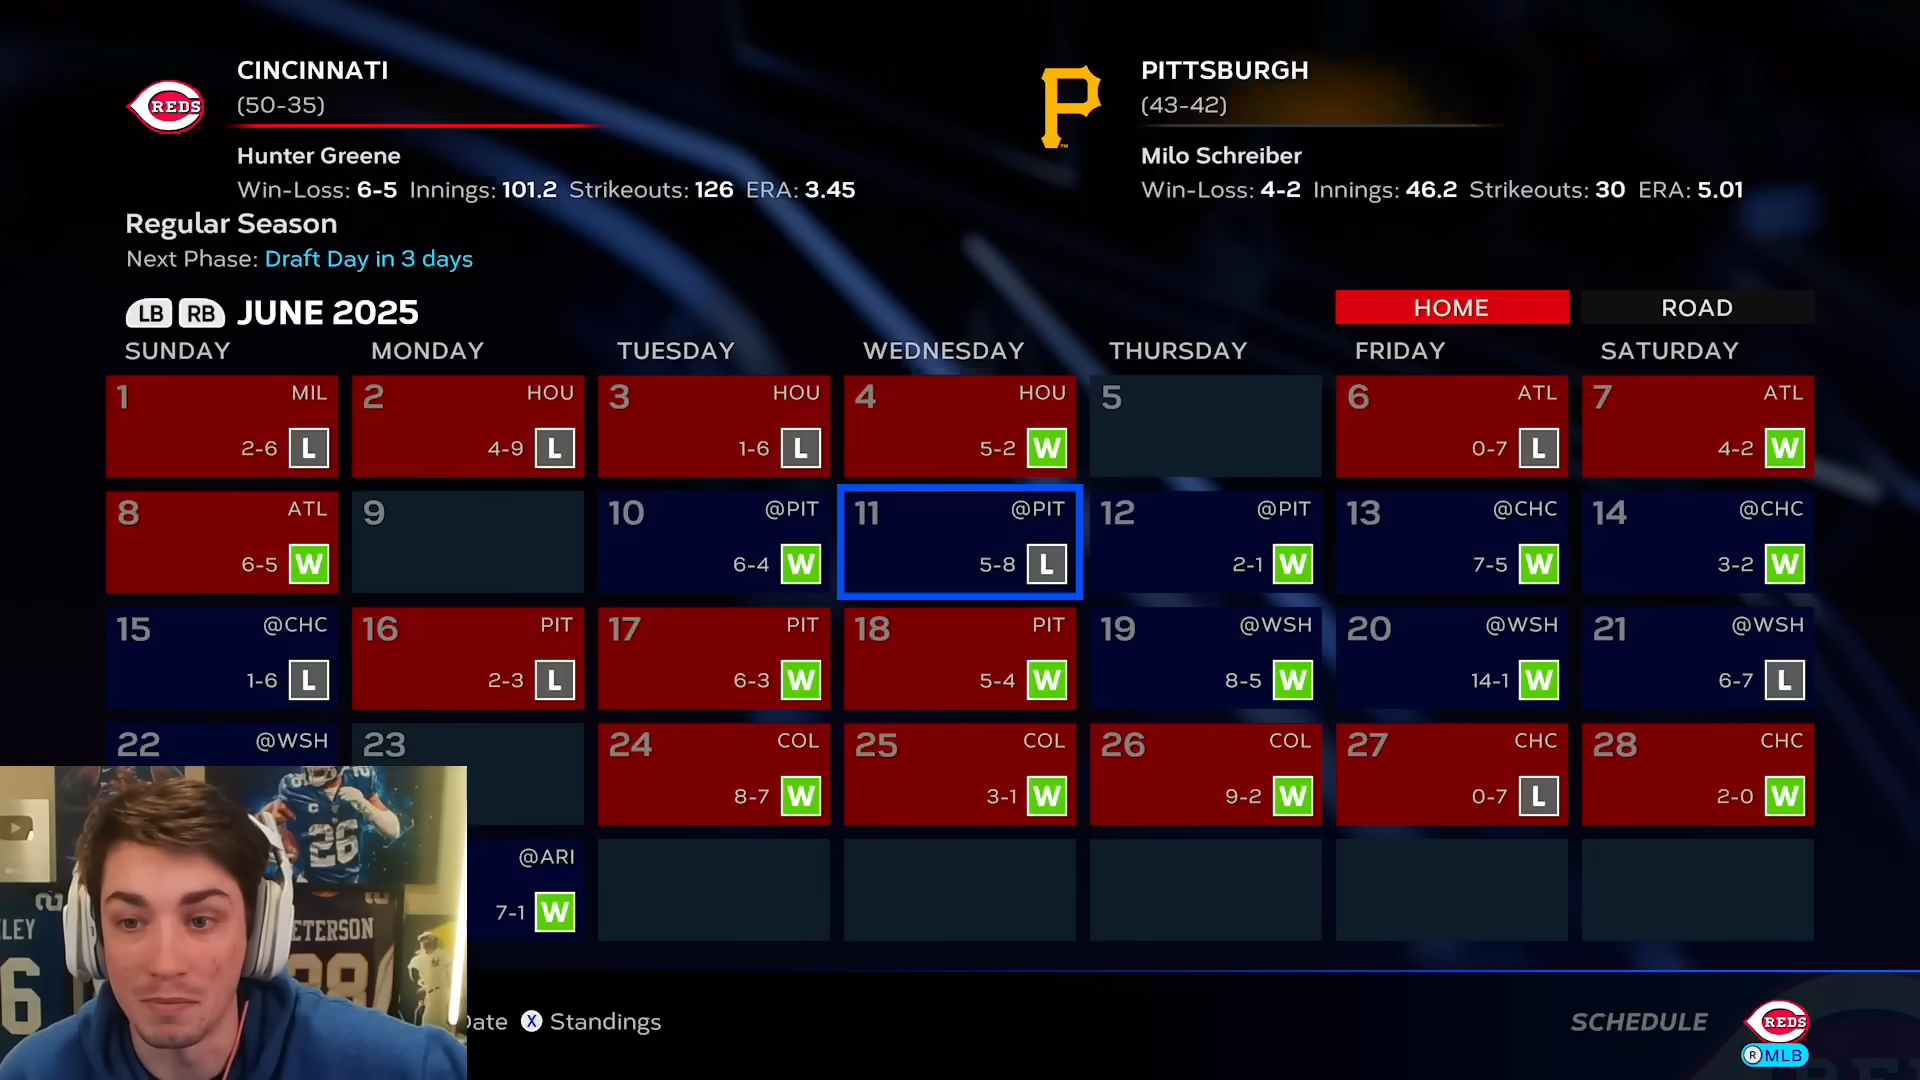 REDS
CINCINNATI
(50-35)
Hunter Greene
Win-Loss: 6-5 Innings: 101.2 Strikeouts: 126 ERA: 3.45
P
PITTSBURGH
(43-42)
Milo Schreiber
Win-Loss: 4-2 Innings: 46.2 Strikeouts: 30 ERA: 5.01
Regular Season
Next Phase: Draft Day in 3 days
LB RB JUNE 2025
HOME ROAD
SUNDAY MONDAY TUESDAY WEDNESDAY THURSDAY FRIDAY SATURDAY
1 MIL 2 HOU 3 HOU 4 HOU 5 6 ATL 7 ATL
2-6 L 4-9 L 1-6 L 5-2 W 0-7 L 4-2 W
8 ATL 9 10 @PIT 11 @PIT 12 @PIT 13 @CHC 14 @CHC
6-5 W 6-4 W 5-8 L 2-1 W 7-5 W 3-2 W
15 @CHC 16 PIT 17 PIT 18 PIT 19 @WSH 20 @WSH 21 @WSH
1-6 L 2-3 L 6-3 W 5-4 W 8-5 W 14-1 W 6-7 L
22 @WSH 23 24 COL 25 COL 26 COL 27 CHC 28 CHC
8-7 W 3-1 W 9-2 W 0-7 L 2-0 W
@ARI
7-1 W
26
LEY
6
ETERSON
28
Date X Standings
SCHEDULE
REDS
R MLB